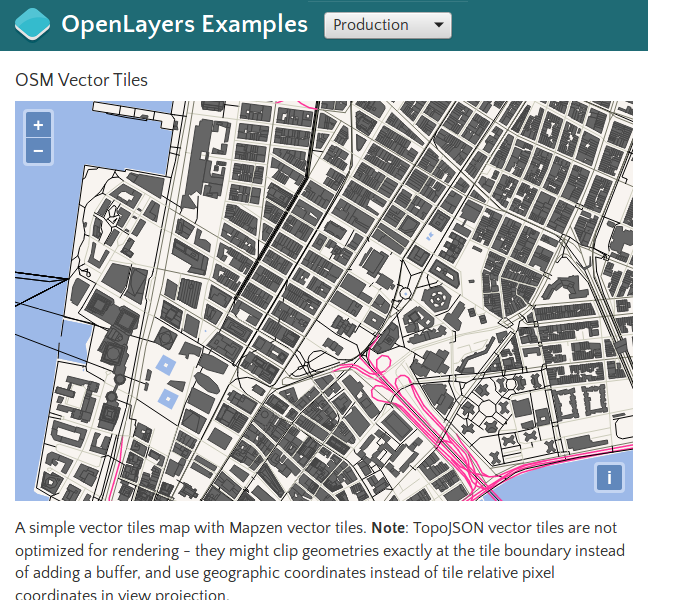 OpenLayers Examples
Production
OSM Vector Tiles
+
−
i
A simple vector tiles map with Mapzen vector tiles. Note: TopoJSON vector tiles are not
optimized for rendering - they might clip geometries exactly at the tile boundary instead
of adding a buffer, and use geographic coordinates instead of tile relative pixel
coordinates in view projection.